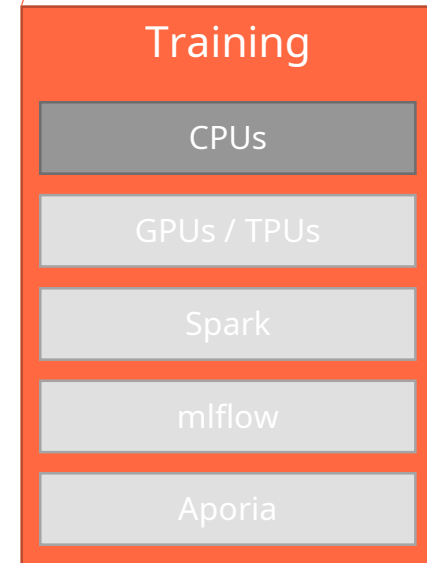 Training
CPUs
GPUs / TPUs
Spark
mlflow
Aporia